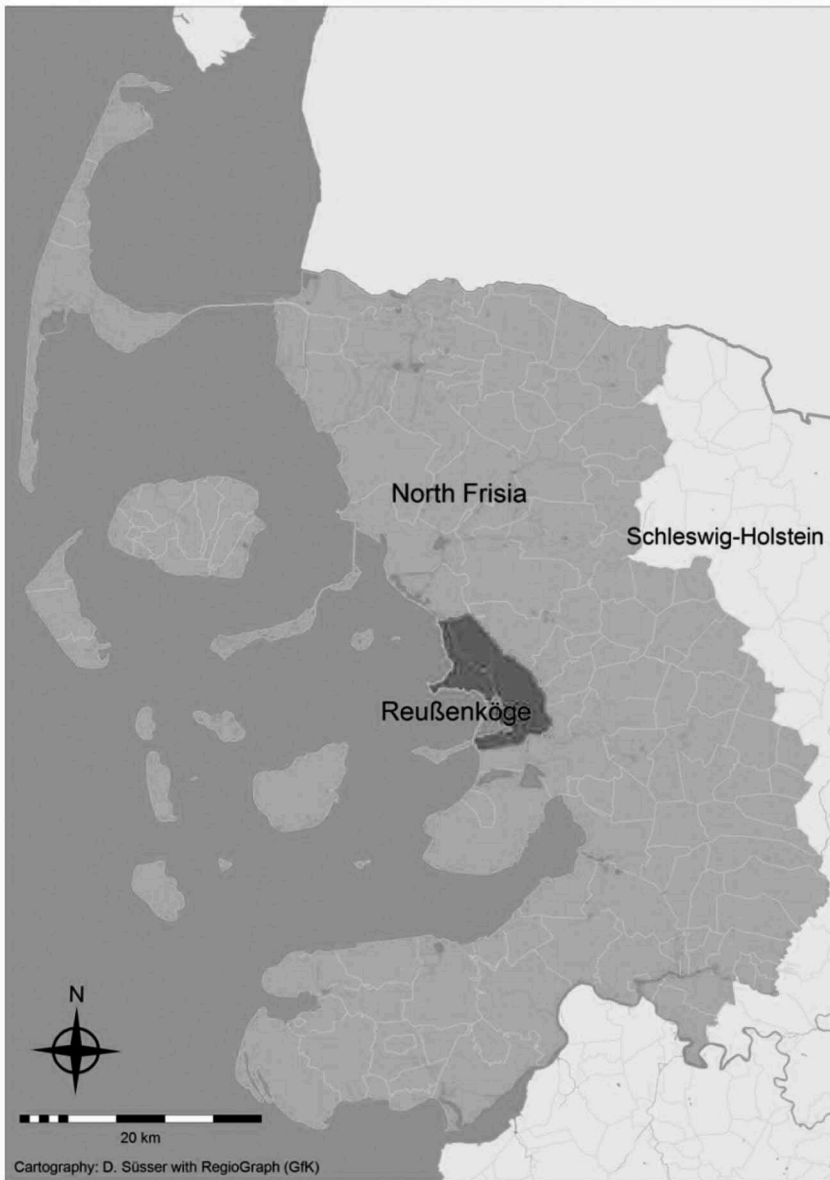 North Frisia
Schleswig-Holstein
Reußenköge
N
20 km
Cartography: D. Süsser with RegioGraph (GfK)